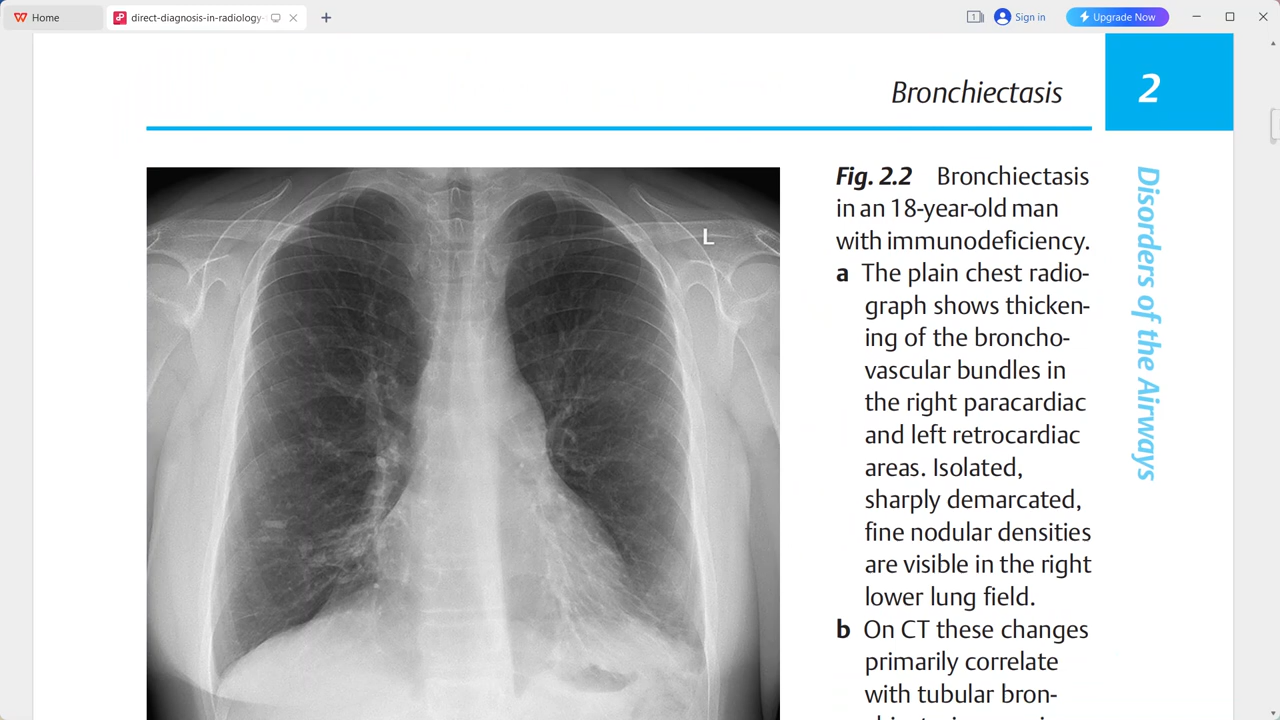 Home
direct-diagnosis-in-radiology-
1
Sign in
Upgrade Now
Bronchiectasis
2
L
Fig. 2.2 Bronchiectasis
in an 18-year-old man
with immunodeficiency.
a The plain chest radio-
graph shows thicken-
ing of the broncho-
vascular bundles in
the right paracardiac
and left retrocardiac
areas. Isolated,
sharply demarcated,
fine nodular densities
are visible in the right
lower lung field.
b On CT these changes
primarily correlate
with tubular bron-
Disorders of the Airways